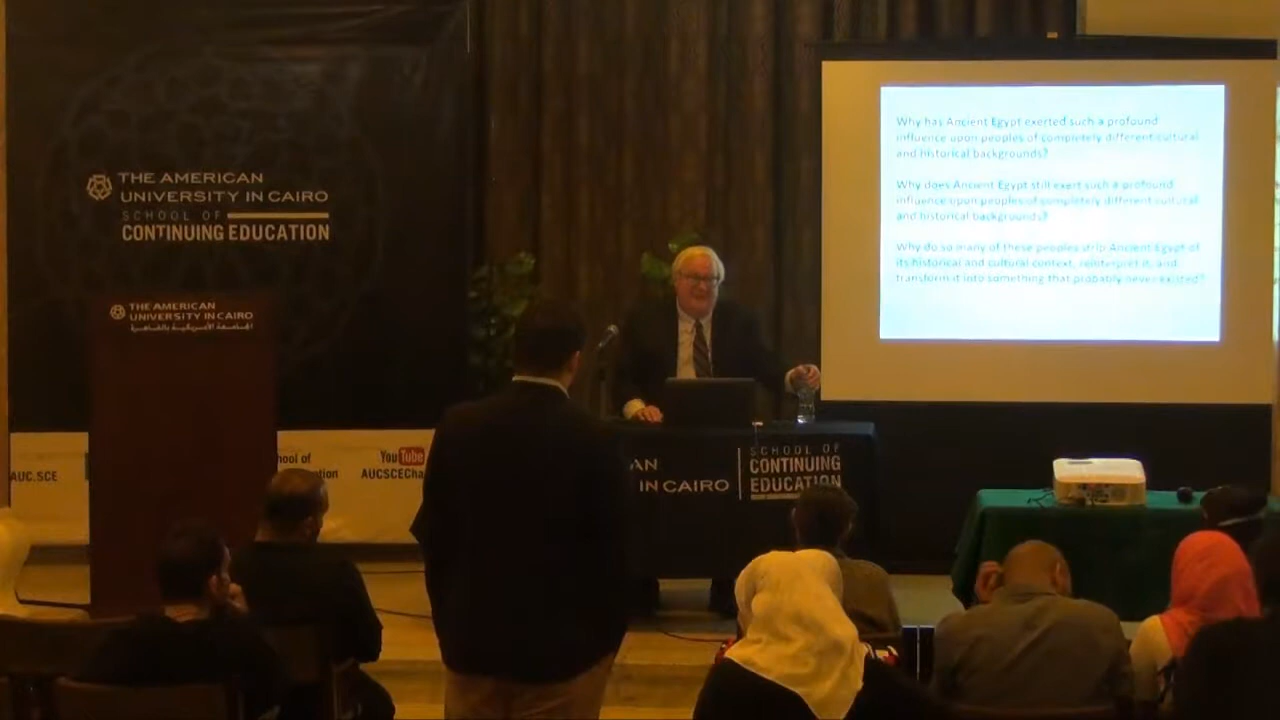 THE AMERICAN
UNIVERSITY IN CAIRO
SCHOOL OF
CONTINUING EDUCATION
THE AMERICAN
UNIVERSITY IN CAIRO
الجامعة الأمريكية بالقاهرة
AUC.SCE
hool of
YouTube
AUCSCECha
AN
IN CAIRO
SCHOOL OF
CONTINUING
EDUCATION
Why has Ancient Egypt exerted such a profound
influence upon peoples of completely different cultural
and historical backgrounds?
Why does Ancient Egypt still exert such a profound
influence upon peoples of completely different cultural
and historical backgrounds?
Why do so many of these peoples strip Ancient Egypt of
its historical and cultural context, reinterpret it, and
transform it into something that probably never existed?